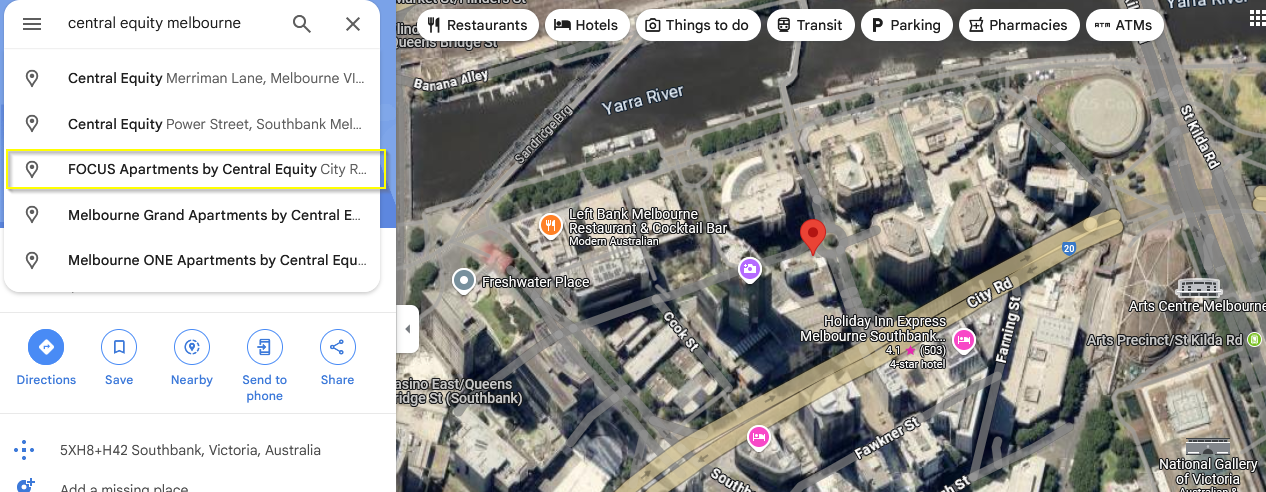 central equity melbourne
Central Equity Merriman Lane, Melbourne VI...
Central Equity Power Street, Southbank Mel...
FOCUS Apartments by Central Equity City R...
Melbourne Grand Apartments by Central E...
Melbourne ONE Apartments by Central Equ...
Directions
Save
Nearby
Send to
phone
Share
5XH8+H42 Southbank, Victoria, Australia
Add a missing place
Restaurants
Hotels
Things to do
Transit
Parking
Pharmacies
ATMs
Queens Bridge St
Yarra River
Banana Alley
Yarra River
Sandridge Brg
St Kilda Rd
Left Bank Melbourne
Restaurant & Cocktail Bar
Modern Australian
Freshwater Place
20
City Rd
Arts Centre Melbourne
Cook St
Holiday Inn Express
Melbourne Southbank...
4.1 ★ (503)
4-star hotel
Fanning St
Arts Precinct/St Kilda Rd
asino East/Queens
ridge St (Southbank)
Fawkner St
National Gallery
of Victoria